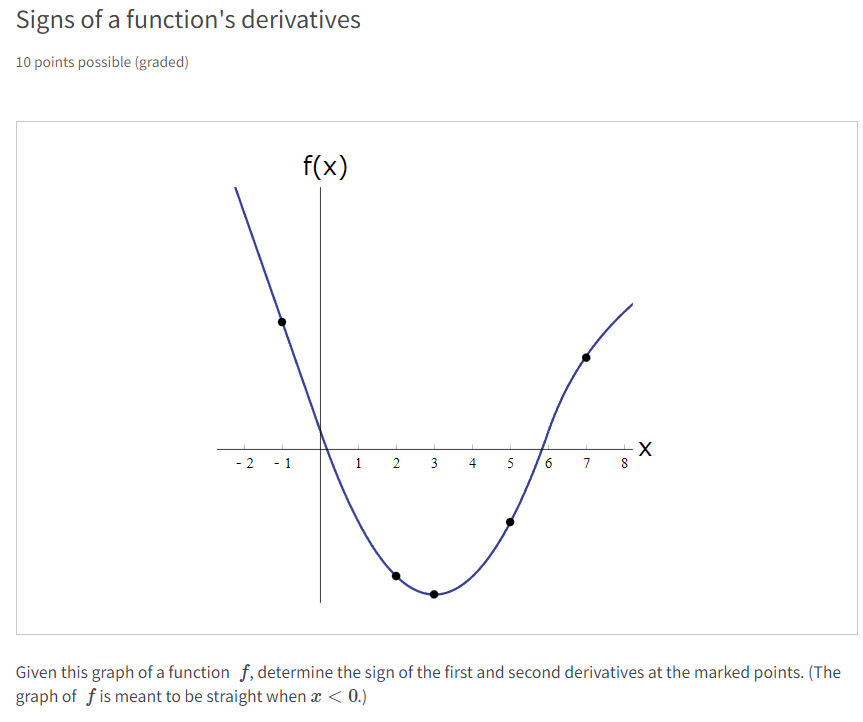 Signs of a function's derivatives
10 points possible (graded)
f(x)
X
- 2 - 1 1 2 3 4 5 6 7 8
Given this graph of a function f, determine the sign of the first and second derivatives at the marked points. (The
graph of f is meant to be straight when x < 0.)